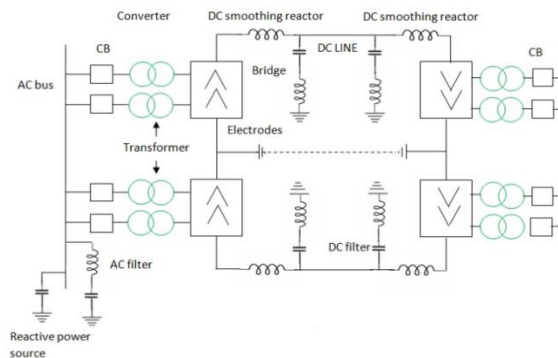 Converter
DC smoothing reactor
DC smoothing reactor
CB
DC LINE
CB
AC bus
Bridge
Electrodes
Transformer
AC filter
DC filter
Reactive power
source